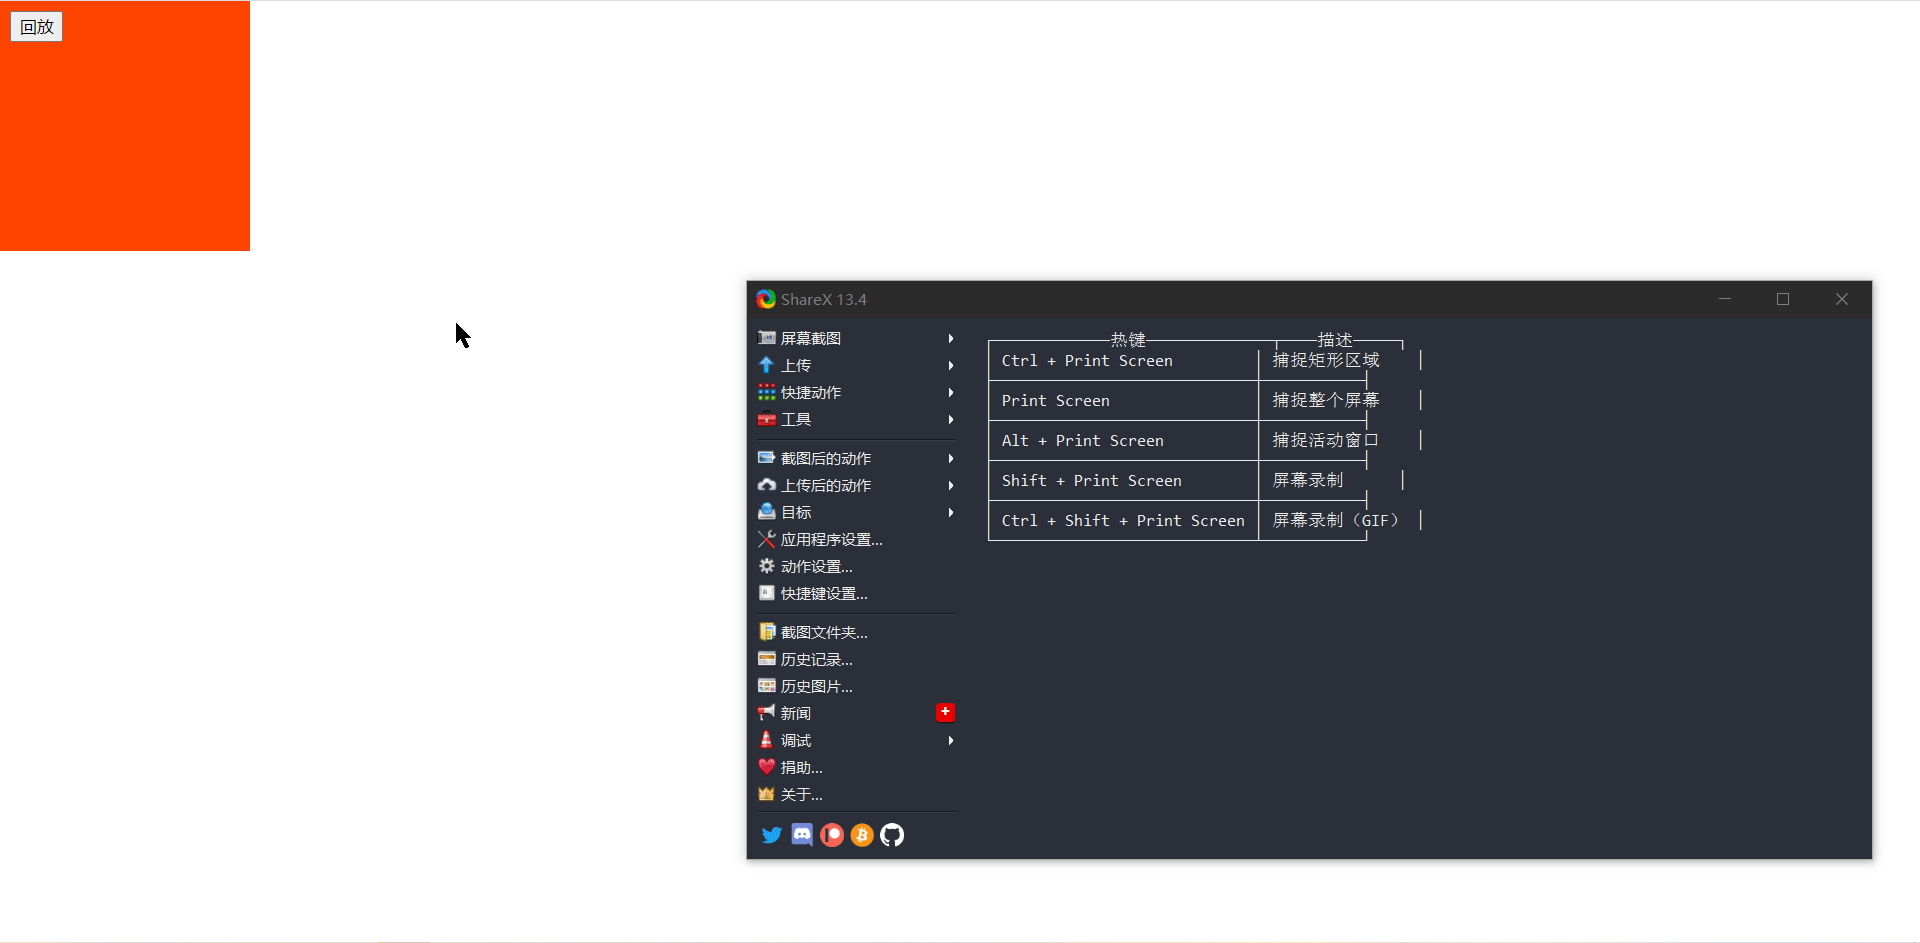 回放
ShareX 13.4
屏幕截图
上传
快捷动作
工具
截图后的动作
上传后的动作
目标
应用程序设置...
动作设置...
快捷键设置...
截图文件夹...
历史记录...
历史图片...
新闻
调试
捐助...
关于...
热键 描述
Ctrl + Print Screen 捕捉矩形区域
Print Screen 捕捉整个屏幕
Alt + Print Screen 捕捉活动窗口
Shift + Print Screen 屏幕录制
Ctrl + Shift + Print Screen 屏幕录制（GIF）